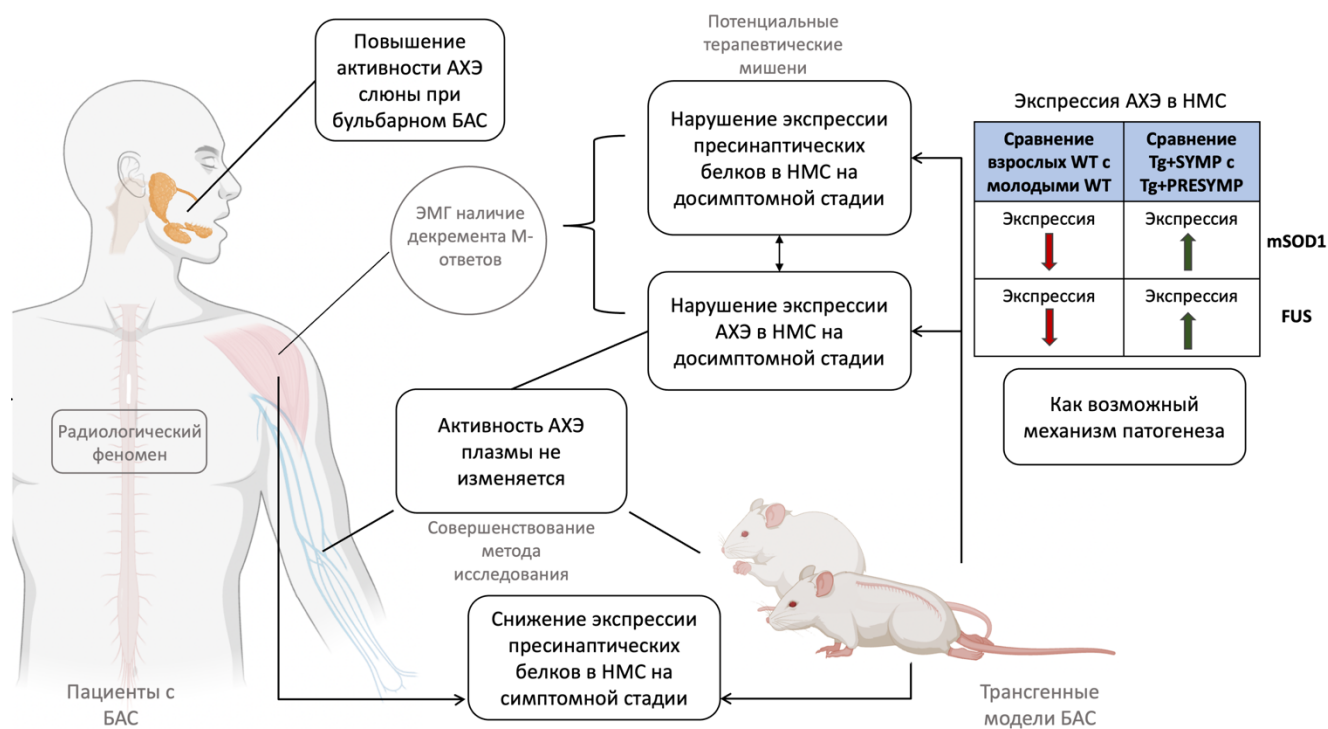 Повышение
активности АХЭ
слюны при
бульбарном БАС
Потенциальные
терапевтические
мишени
Нарушение экспрессии
пресинаптических
белков в НМС на
досимптомной стадии
ЭМГ наличие
декремента М-
ответов
Нарушение экспрессии
АХЭ в НМС на
досимптомной стадии
Экспрессия АХЭ в НМС
Сравнение
взрослых WT с
молодыми WT
Сравнение
Tg+SYMP с
Tg+PRESYMP
Экспрессия
Экспрессия
mSOD1
Экспрессия
Экспрессия
FUS
Как возможный
механизм патогенеза
Радиологический
феномен
Активность АХЭ
плазмы не
изменяется
Совершенствование
метода
исследования
Снижение экспрессии
пресинаптических
белков в НМС на
симптомной стадии
Пациенты с
БАС
Трансгенные
модели БАС